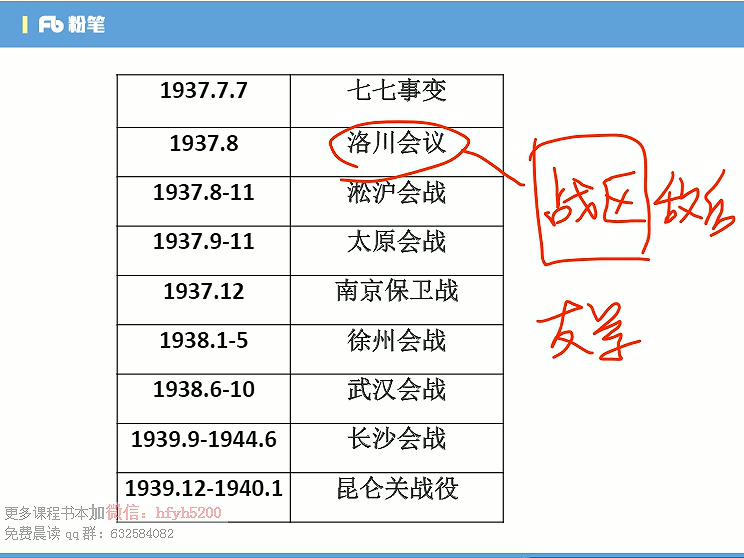 粉笔
1937.7.7 七七事变
1937.8 洛川会议
1937.8-11 淞沪会战
1937.9-11 太原会战
1937.12 南京保卫战
1938.1-5 徐州会战
1938.6-10 武汉会战
1939.9-1944.6 长沙会战
1939.12-1940.1 昆仑关战役
战区 敌后
更多课程书本加微信：hfyh5200
免费晨读qq群：632584082